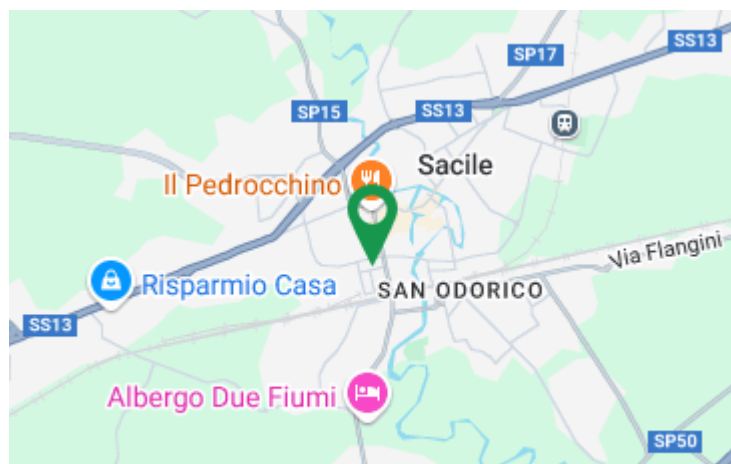 SS13
SP17
SP15
SS13
Sacile
Il Pedrocchino
Via Flangini
Risparmio Casa
SAN ODORICO
SS13
Albergo Due Fiumi
SP50